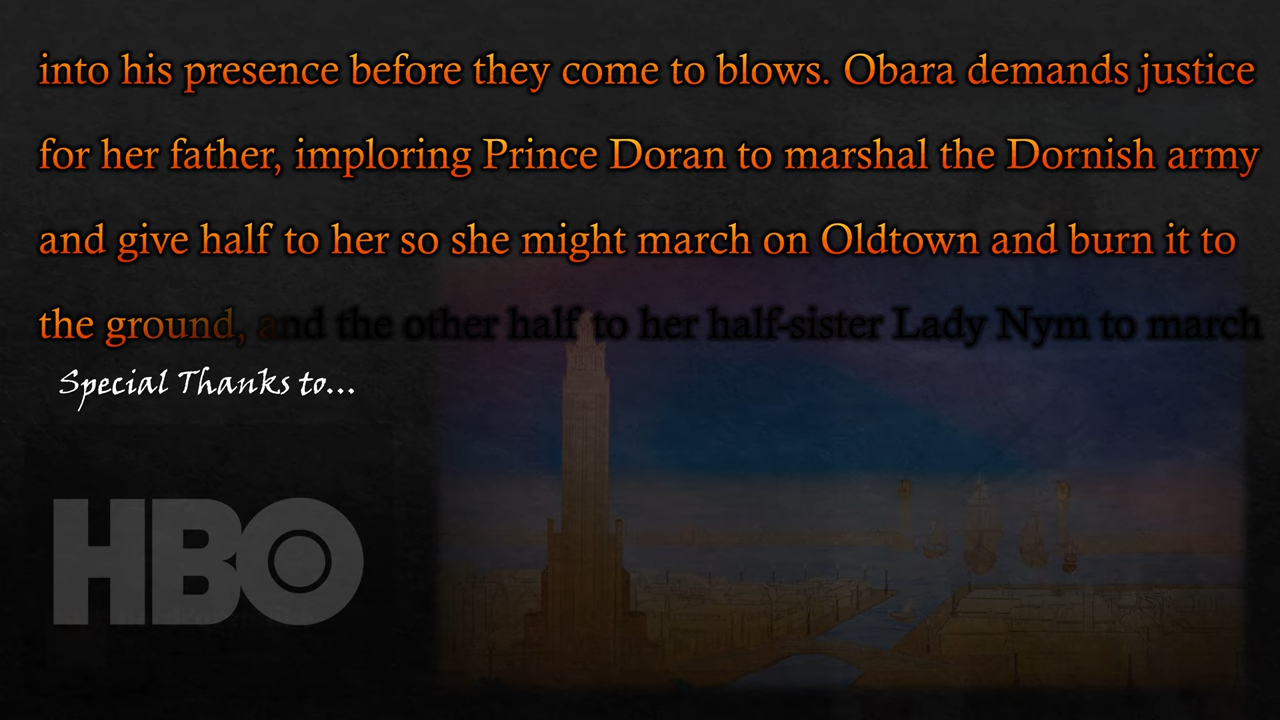 into his presence before they come to blows. Obara demands justice
for her father, imploring Prince Doran to marshal the Dornish army
and give half to her so she might march on Oldtown and burn it to
the ground, and the other half to her half-sister Lady Nym to march
Special Thanks to...
HBO